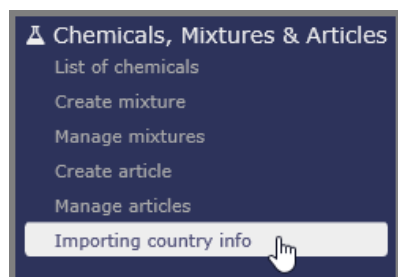 Chemicals, Mixtures & Articles
List of chemicals
Create mixture
Manage mixtures
Create article
Manage articles
Importing country info